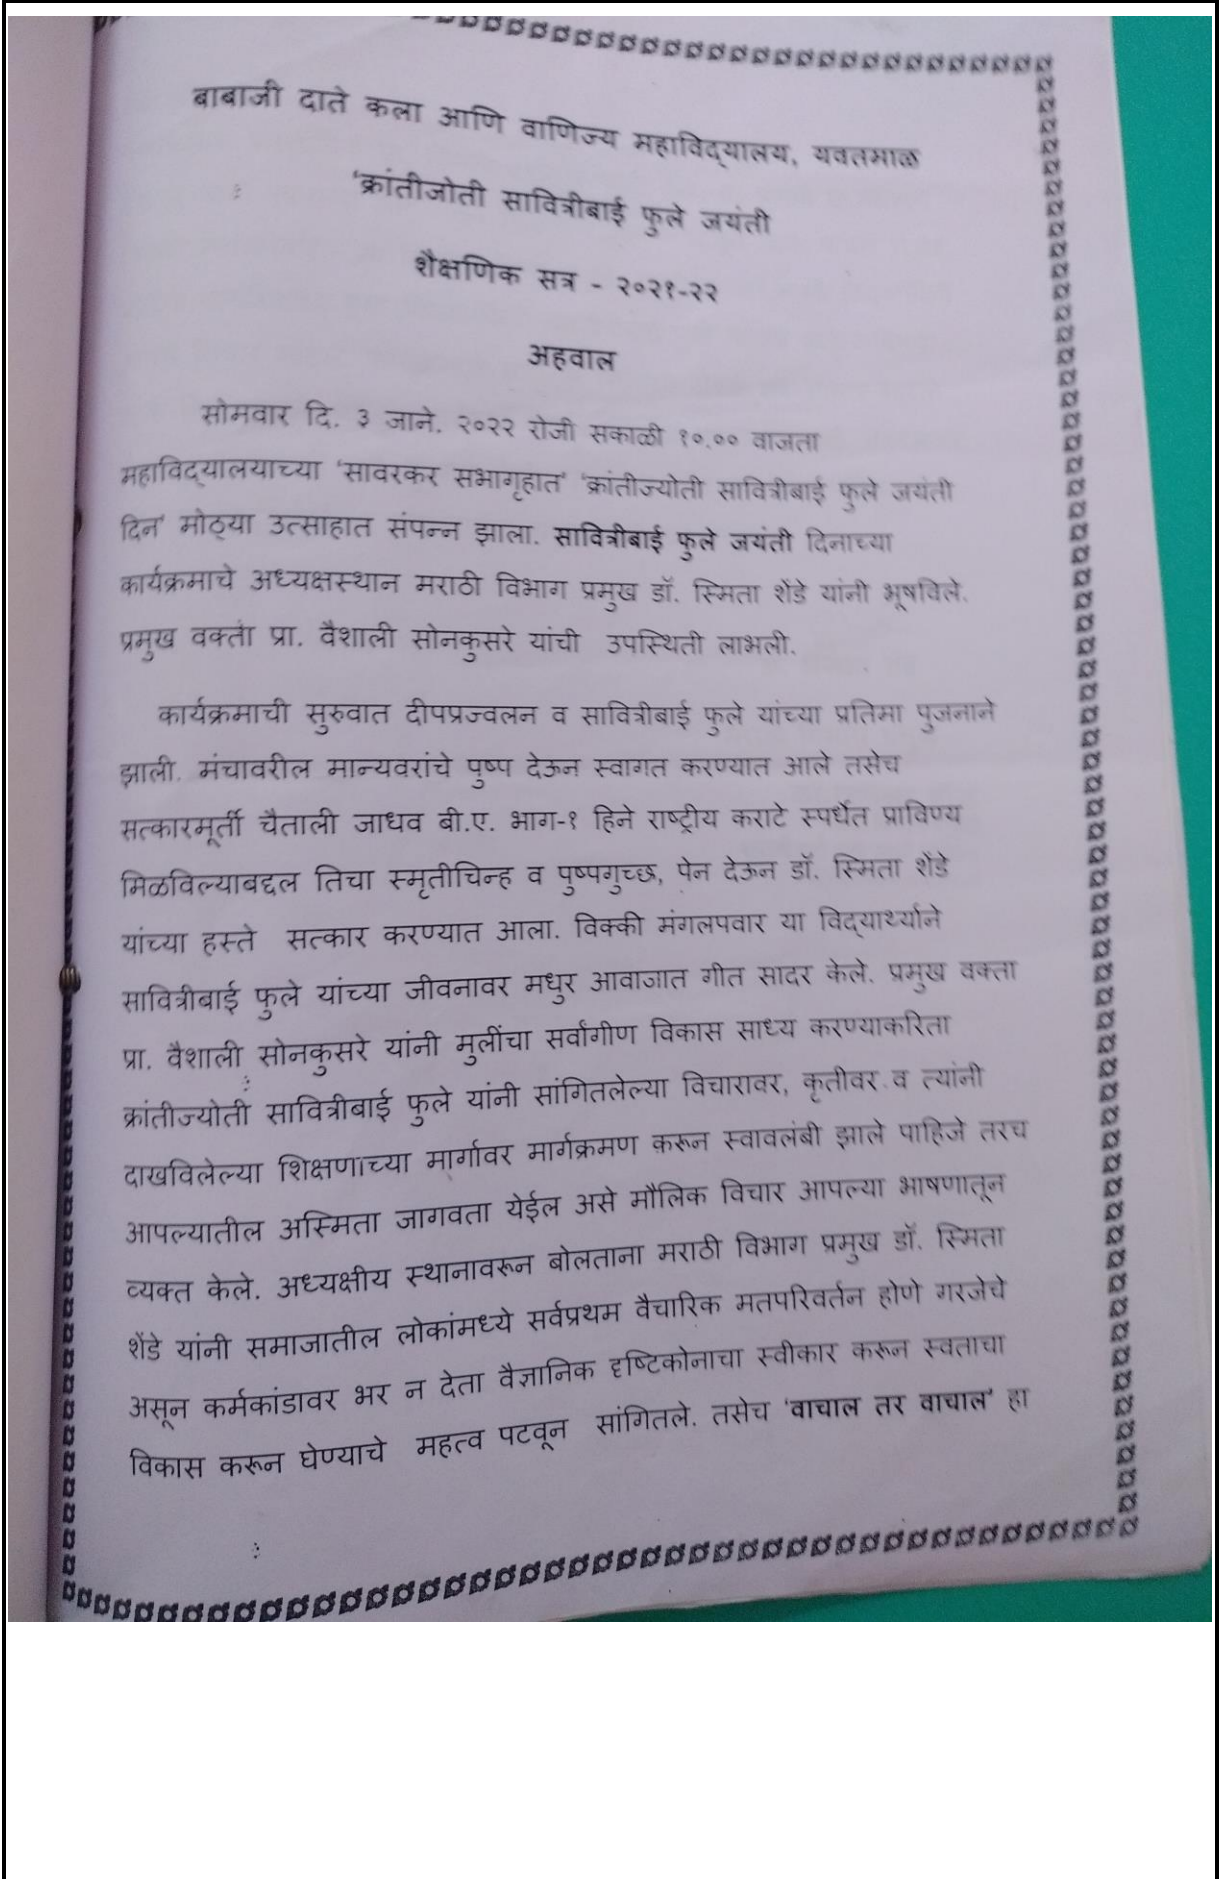 बाबाजी दाते कला आणि वाणिज्य महाविद्यालय, यवतमाळ
'क्रांतीजोती सावित्रीबाई फुले जयंती
शैक्षणिक सत्र - २०२१-२२
अहवाल
सोमवार दि. ३ जाने. २०२२ रोजी सकाळी १०.०० वाजता
महाविद्यालयाच्या 'सावरकर सभागृहात' 'क्रांतीज्योती सावित्रीबाई फुले जयंती
दिन' मोठ्या उत्साहात संपन्न झाला. सावित्रीबाई फुले जयंती दिनाच्या
कार्यक्रमाचे अध्यक्षस्थान मराठी विभाग प्रमुख डॉ. स्मिता शेंडे यांनी भूषविले.
प्रमुख वक्ता प्रा. वैशाली सोनकुसरे यांची उपस्थिती लाभली.
कार्यक्रमाची सुरुवात दीपप्रज्वलन व सावित्रीबाई फुले यांच्या प्रतिमा पुजनाने
झाली. मंचावरील मान्यवरांचे पुष्प देऊन स्वागत करण्यात आले तसेच
सत्कारमूर्ती चैताली जाधव बी.ए. भाग-१ हिने राष्ट्रीय कराटे स्पर्धेत प्राविण्य
मिळविल्याबद्दल तिचा स्मृतीचिन्ह व पुष्पगुच्छ, पेन देऊन डॉ. स्मिता शेंडे
यांच्या हस्ते सत्कार करण्यात आला. विक्की मंगलपवार या विद्यार्थ्याने
सावित्रीबाई फुले यांच्या जीवनावर मधुर आवाजात गीत सादर केले. प्रमुख वक्ता
प्रा. वैशाली सोनकुसरे यांनी मुलींचा सर्वांगीण विकास साध्य करण्याकरिता
क्रांतीज्योती सावित्रीबाई फुले यांनी सांगितलेल्या विचारावर, कृतीवर व त्यांनी
दाखविलेल्या शिक्षणाच्या मार्गावर मार्गक्रमण करून स्वावलंबी झाले पाहिजे तरच
आपल्यातील अस्मिता जागवता येईल असे मौलिक विचार आपल्या भाषणातून
व्यक्त केले. अध्यक्षीय स्थानावरून बोलताना मराठी विभाग प्रमुख डॉ. स्मिता
शेंडे यांनी समाजातील लोकांमध्ये सर्वप्रथम वैचारिक मतपरिवर्तन होणे गरजेचे
असून कर्मकांडावर भर न देता वैज्ञानिक दृष्टिकोनाचा स्वीकार करून स्वताचा
विकास करून घेण्याचे महत्व पटवून सांगितले. तसेच 'वाचाल तर वाचाल' हा